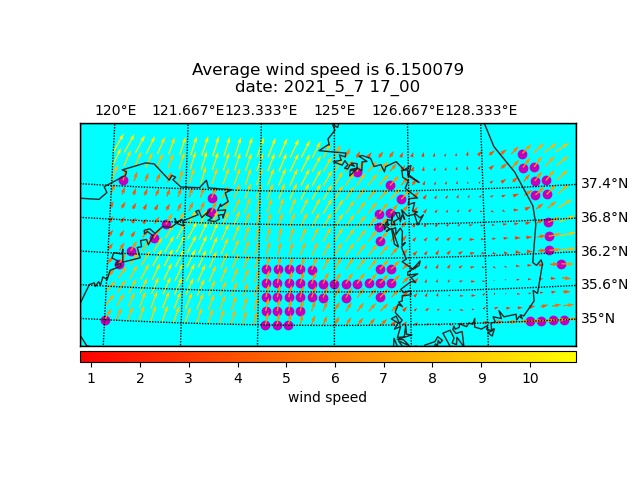 Average wind speed is 6.150079
date: 2021_5_7 17_00
120°E 121.667°E 123.333°E 125°E 126.667°E 128.333°E
37.4°N
36.8°N
36.2°N
35.6°N
35°N
1 2 3 4 5 6 7 8 9 10
wind speed